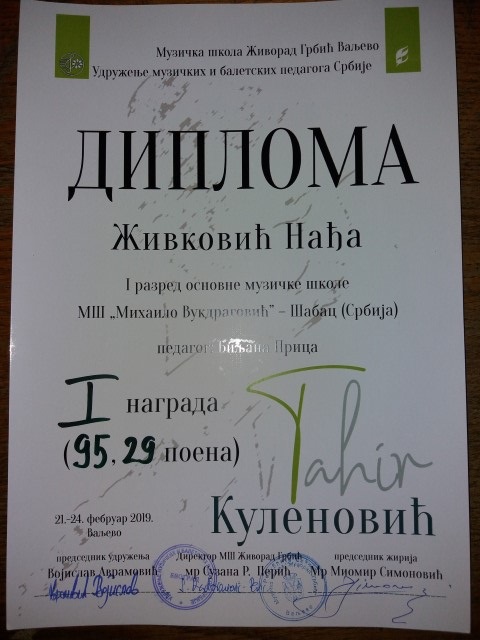 Музичка школа Живорад Грбић Ваљево
Удружење музичких и балетских педагога Србије
ДИПЛОМА
Живковић Нађа
I разред основне музичке школе
МШ „Михаило Вукдраговић” – Шабац (Србија)
педагог Биљана Прица
I награда
(95,29 поена)
Tahir
Куленовић
21.-24. фебруар 2019.
Ваљево
председник удружења
Војислав Аврамовић
Директор МШ Живорад Грбић
мр Сузана Р. Перић
председник жирија
Мр Миомир Симоновић